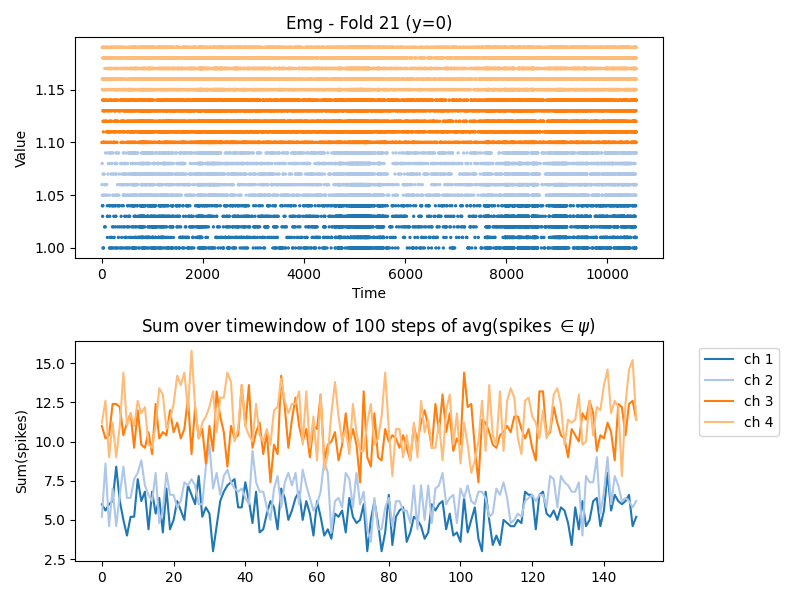 Emg - Fold 21 (y=0)
Value
1.15
1.10
1.05
1.00
0 2000 4000 6000 8000 10000
Time
Sum over timewindow of 100 steps of avg(spikes ∈ψ)
Sum(spikes)
15.0
12.5
10.0
7.5
5.0
2.5
0 20 40 60 80 100 120 140
ch 1
ch 2
ch 3
ch 4